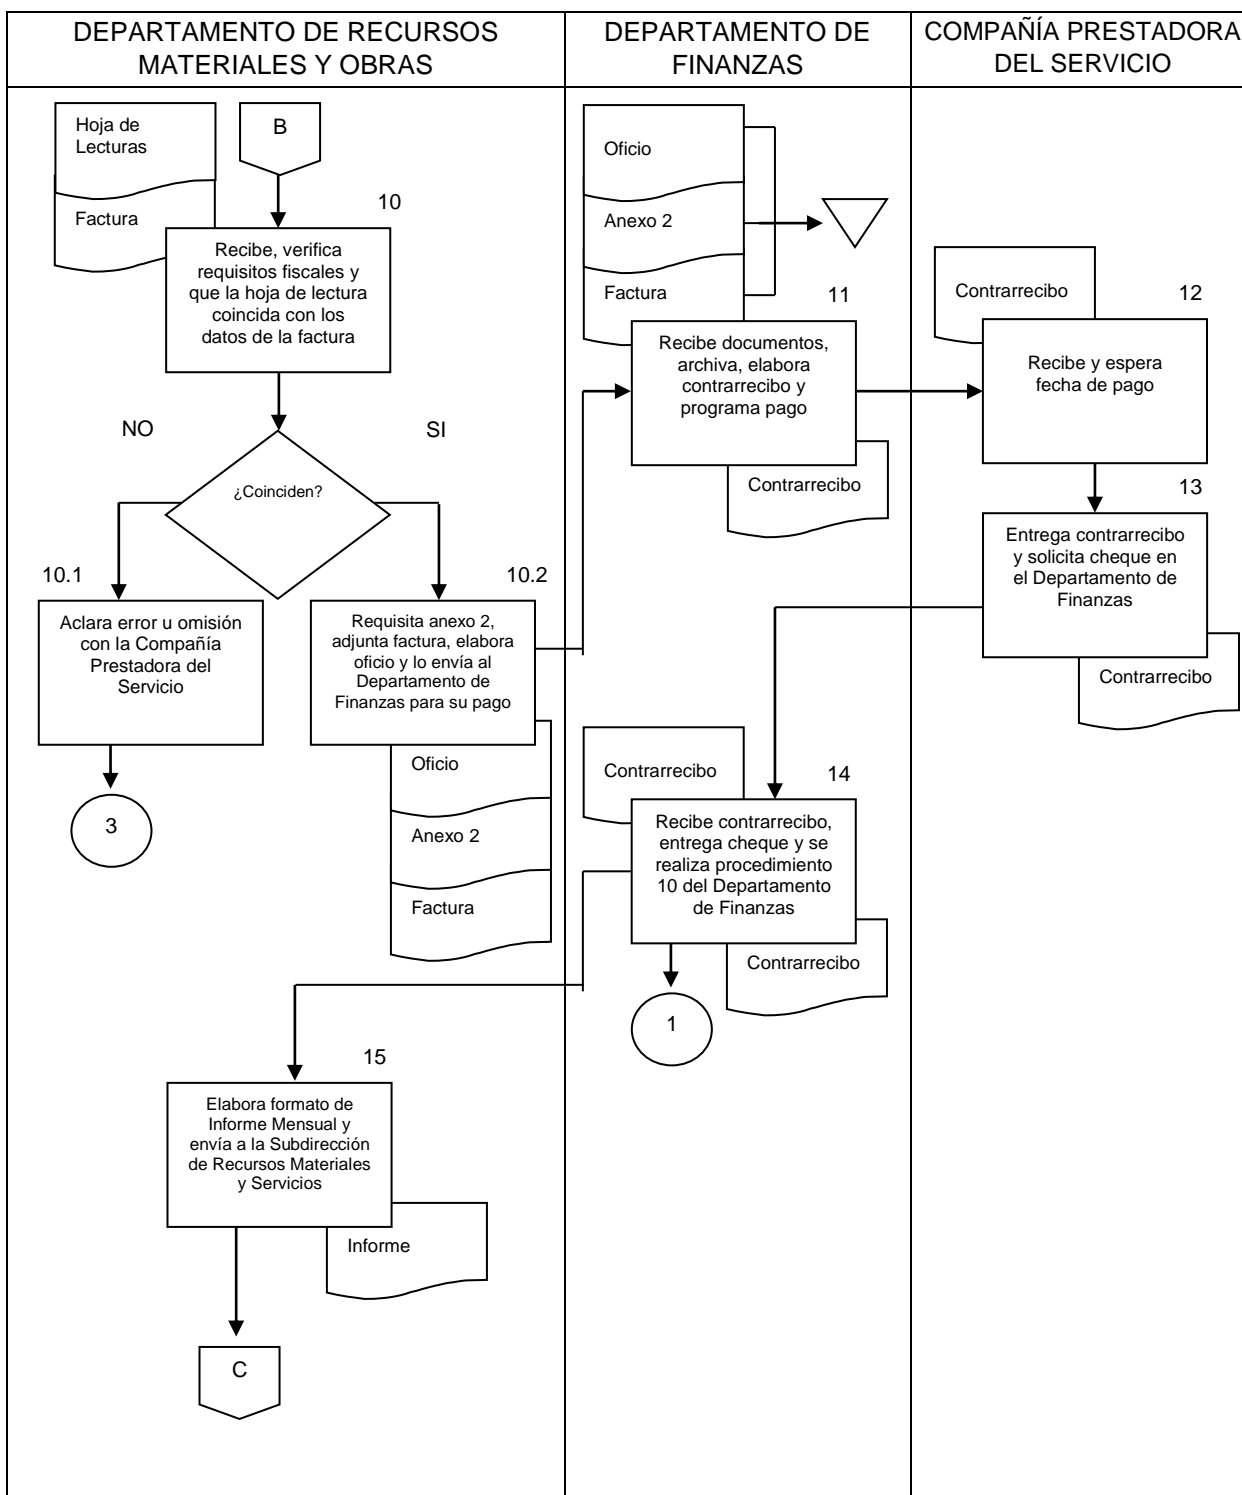 DEPARTAMENTO DE RECURSOS
MATERIALES Y OBRAS
DEPARTAMENTO DE
FINANZAS
COMPAÑÍA PRESTADORA
DEL SERVICIO
Hoja de
Lecturas
Factura
B
10
Recibe, verifica
requisitos fiscales y
que la hoja de lectura
coincida con los
datos de la factura
NO
SI
¿Coinciden?
10.1
Aclara error u omisión
con la Compañía
Prestadora del
Servicio
3
10.2
Requisita anexo 2,
adjunta factura, elabora
oficio y lo envía al
Departamento de
Finanzas para su pago
Oficio
Anexo 2
Factura
Oficio
Anexo 2
Factura
11
Recibe documentos,
archiva, elabora
contrarrecibo y
programa pago
Contrarrecibo
Contrarrecibo
12
Recibe y espera
fecha de pago
13
Entrega contrarrecibo
y solicita cheque en
el Departamento de
Finanzas
Contrarrecibo
Contrarrecibo
14
Recibe contrarrecibo,
entrega cheque y se
realiza procedimiento
10 del Departamento
de Finanzas
Contrarrecibo
1
15
Elabora formato de
Informe Mensual y
envía a la Subdirección
de Recursos Materiales
y Servicios
Informe
C